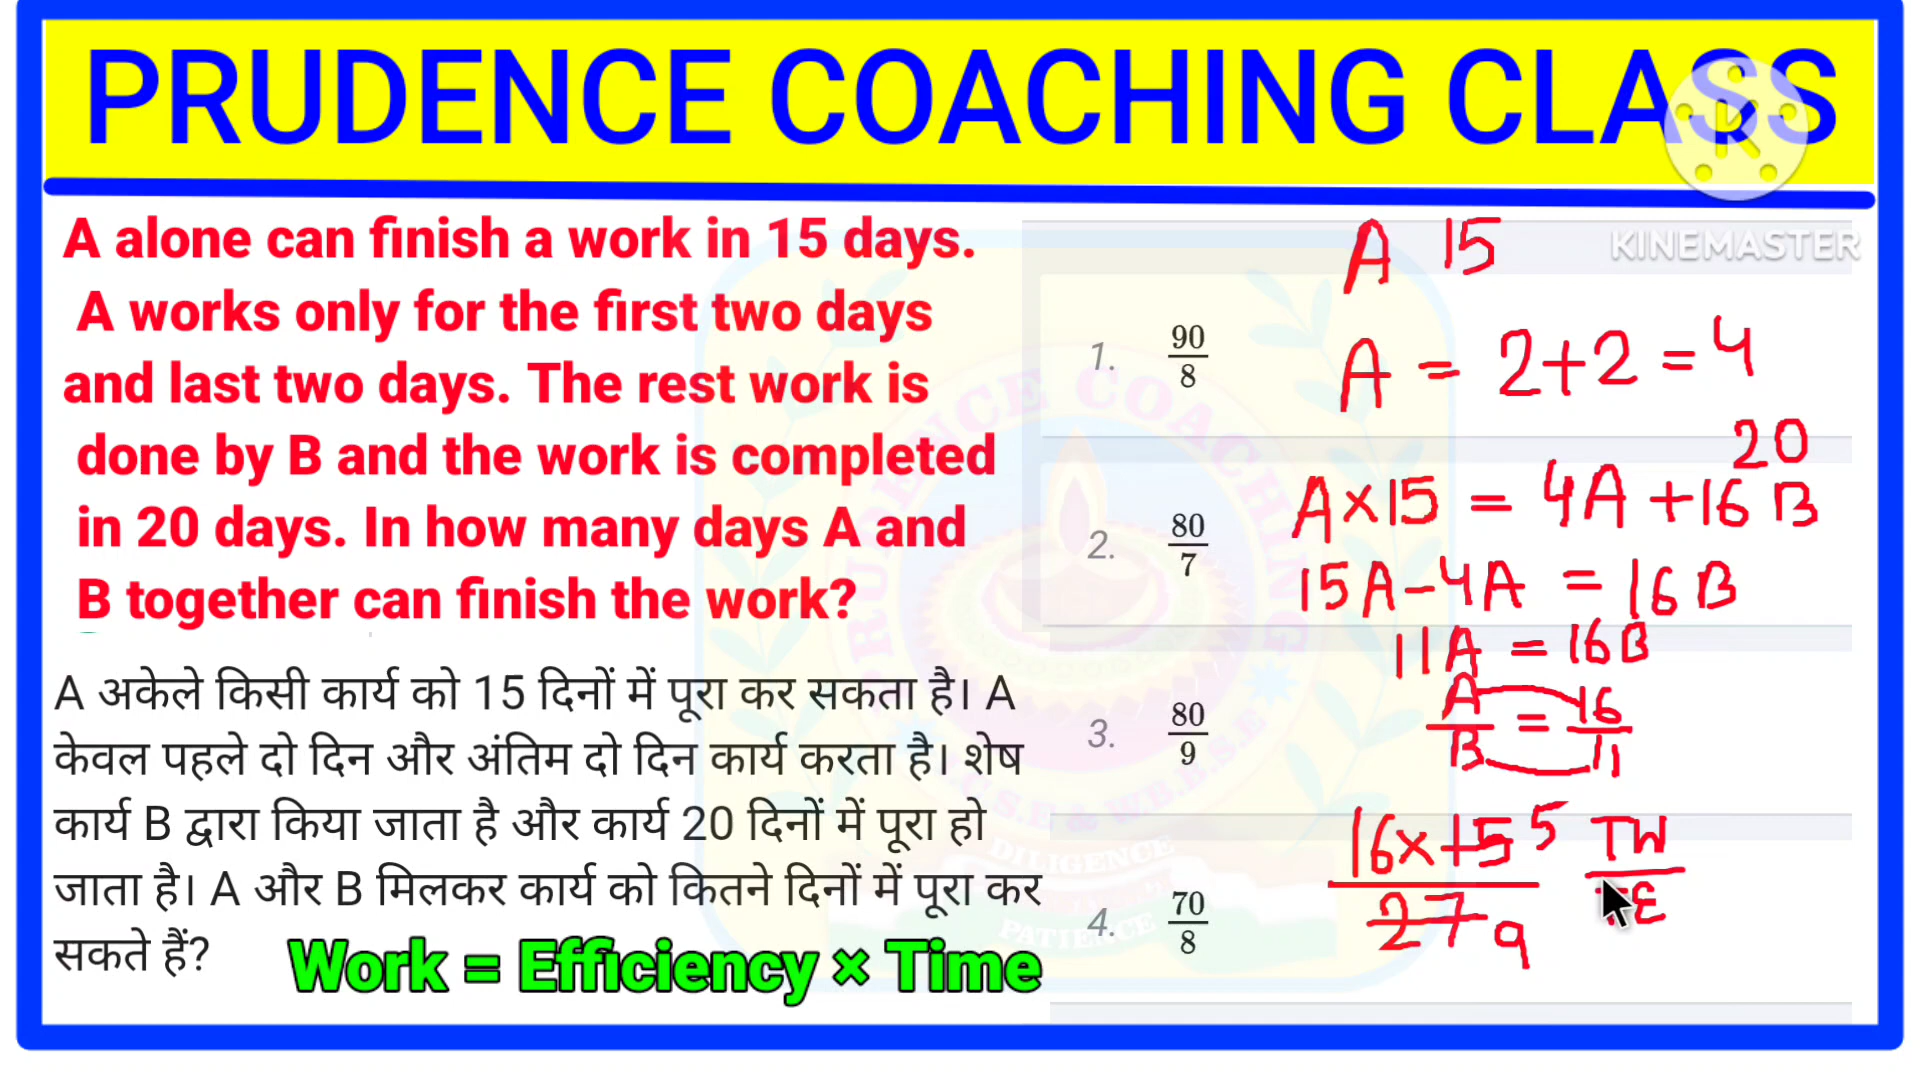 PRUDENCE COACHING CLASS
KINEMASTER
A alone can finish a work in 15 days.
A works only for the first two days
and last two days. The rest work is
done by B and the work is completed
in 20 days. In how many days A and
B together can finish the work?
A अकेले किसी कार्य को 15 दिनों में पूरा कर सकता है। A
केवल पहले दो दिन और अंतिम दो दिन कार्य करता है। शेष
कार्य B द्वारा किया जाता है और कार्य 20 दिनों में पूरा हो
जाता है। A और B मिलकर कार्य को कितने दिनों में पूरा कर
सकते हैं?
Work = Efficiency × Time
1. 90/8
2. 80/7
3. 80/9
4. 70/8
A 15
A = 2+2 = 4
20
A×15 = 4A +16 B
15A-4A = 16 B
11A = 16B
A/B = 16/11
16×15 5 TW
27 9 TE
PRUDENCE COACHING
DILIGENCE
PATIENCE